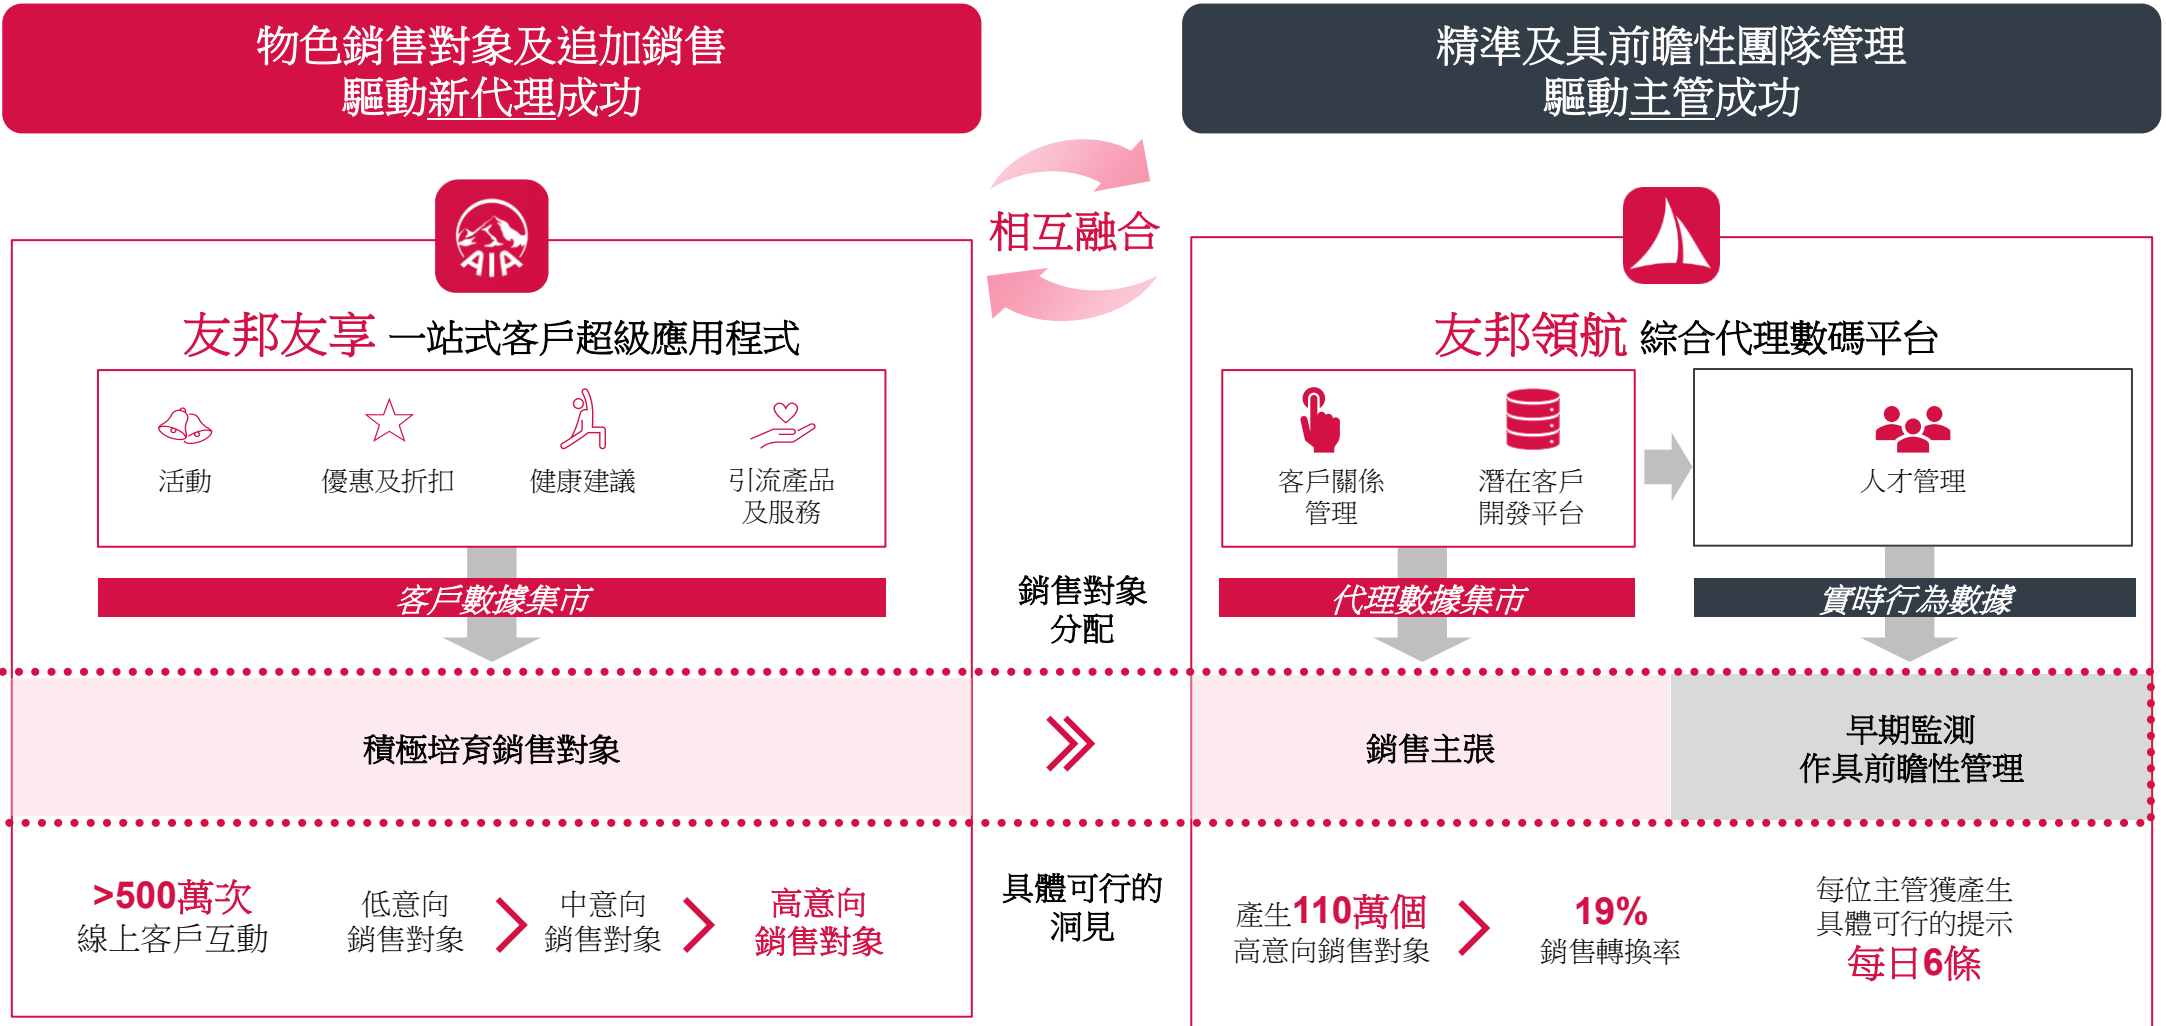 物色銷售對象及追加銷售
驅動新代理成功
精準及具前瞻性團隊管理
驅動主管成功
相互融合
AIA
友邦友享 一站式客戶超級應用程式
活動
優惠及折扣
健康建議
引流產品
及服務
客戶數據集市
友邦領航 綜合代理數碼平台
客戶關係
管理
潛在客戶
開發平台
人才管理
代理數據集市
實時行為數據
銷售對象
分配
積極培育銷售對象
銷售主張
早期監測
作具前瞻性管理
>500萬次
線上客戶互動
低意向
銷售對象
中意向
銷售對象
高意向
銷售對象
具體可行的
洞見
產生110萬個
高意向銷售對象
19%
銷售轉換率
每位主管獲產生
具體可行的提示
每日6條